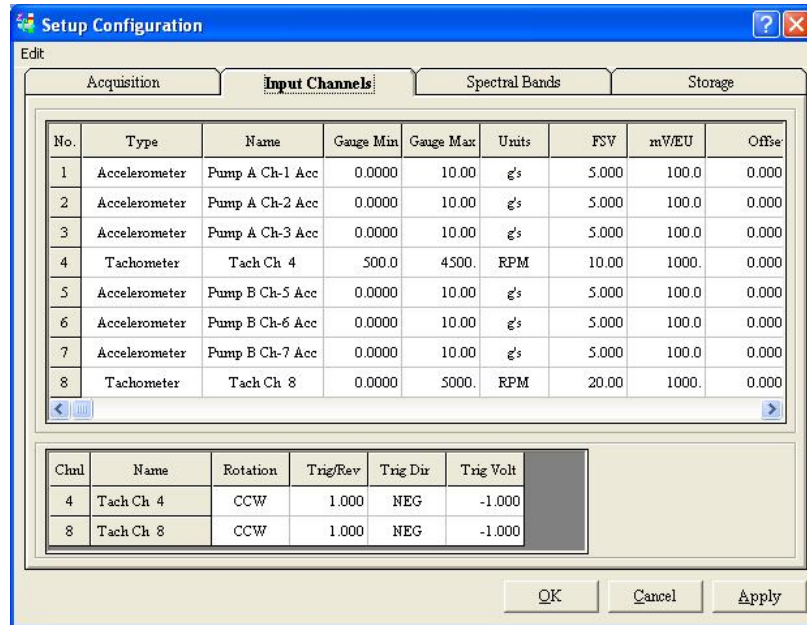 Setup Configuration
Edit
Acquisition Input Channels Spectral Bands Storage
No. Type Name Gauge Min Gauge Max Units FSV mV/EU Offse
1 Accelerometer Pump A Ch-1 Acc 0.0000 10.00 g's 5.000 100.0 0.000
2 Accelerometer Pump A Ch-2 Acc 0.0000 10.00 g's 5.000 100.0 0.000
3 Accelerometer Pump A Ch-3 Acc 0.0000 10.00 g's 5.000 100.0 0.000
4 Tachometer Tach Ch 4 500.0 4500. RPM 10.00 1000. 0.000
5 Accelerometer Pump B Ch-5 Acc 0.0000 10.00 g's 5.000 100.0 0.000
6 Accelerometer Pump B Ch-6 Acc 0.0000 10.00 g's 5.000 100.0 0.000
7 Accelerometer Pump B Ch-7 Acc 0.0000 10.00 g's 5.000 100.0 0.000
8 Tachometer Tach Ch 8 0.0000 5000. RPM 20.00 1000. 0.000
Chnl Name Rotation Trig/Rev Trig Dir Trig Volt
4 Tach Ch 4 CCW 1.000 NEG -1.000
8 Tach Ch 8 CCW 1.000 NEG -1.000
OK Cancel Apply